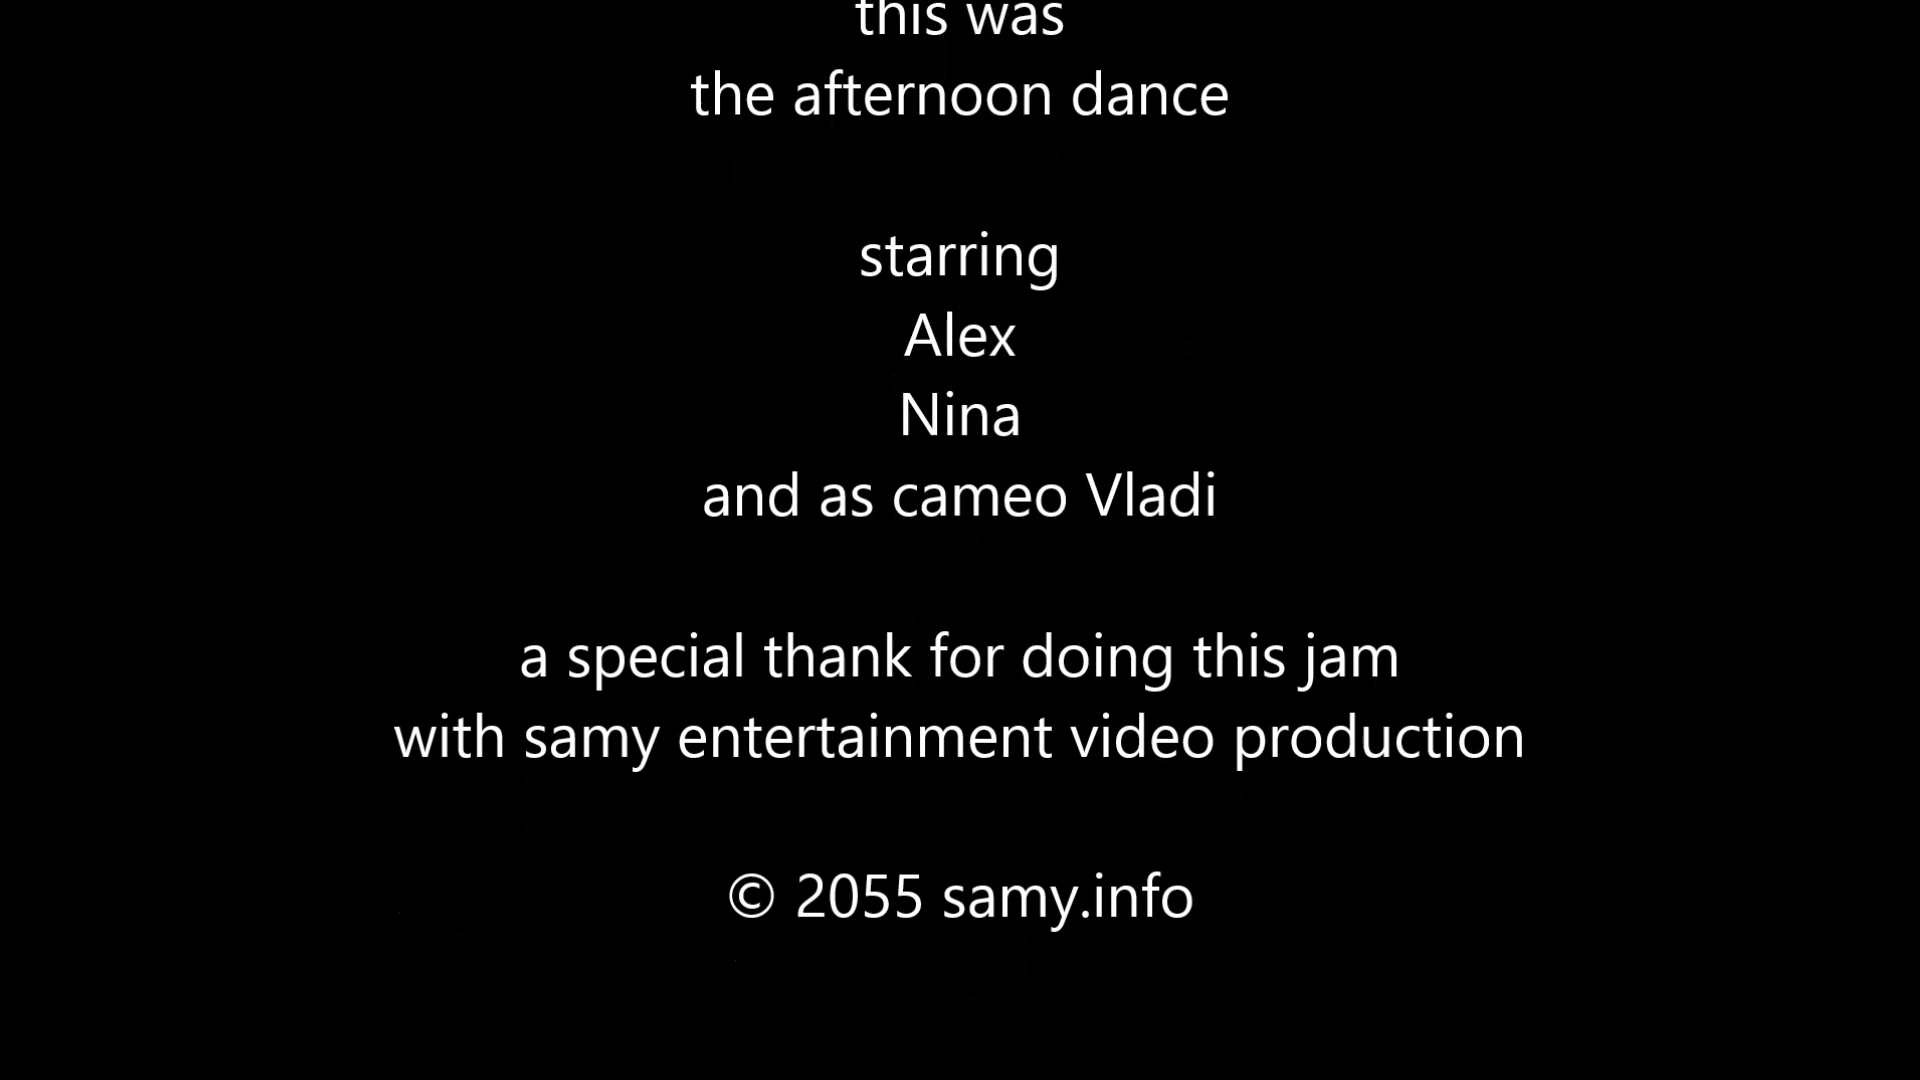 this was
the afternoon dance
starring
Alex
Nina
and as cameo Vladi
a special thank for doing this jam
with samy entertainment video production
© 2055 samy.info